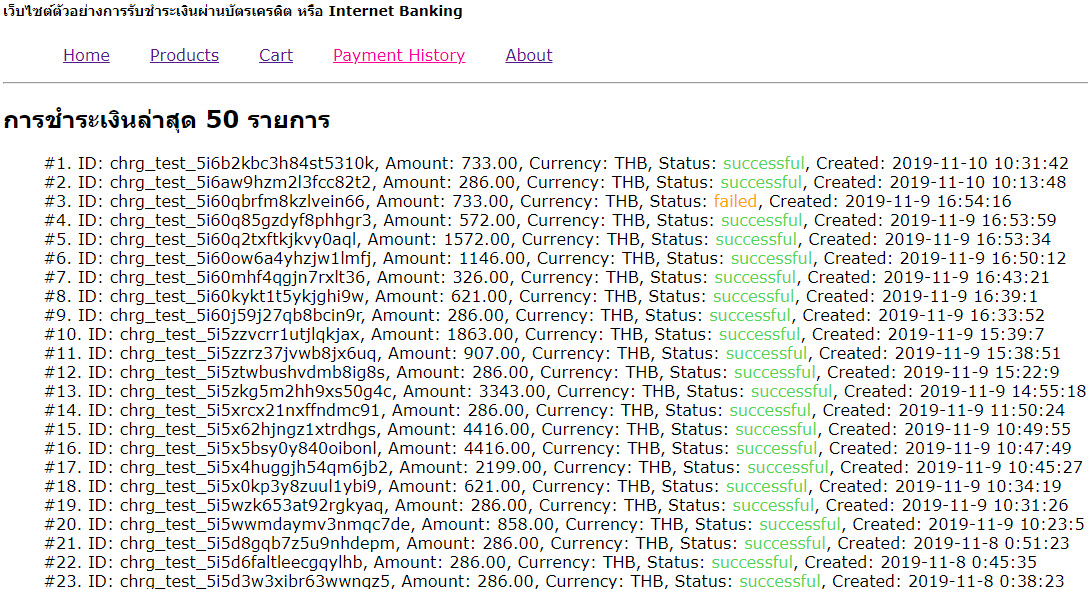 เว็บไซต์ตัวอย่างการรับชำระเงินผ่านบัตรเครดิต หรือ Internet Banking
Home Products Cart Payment History About
การชำระเงินล่าสุด 50 รายการ
#1. ID: chrg_test_5i6b2kbc3h84st5310k, Amount: 733.00, Currency: THB, Status: successful, Created: 2019-11-10 10:31:42
#2. ID: chrg_test_5i6aw9hzm2l3fcc82t2, Amount: 286.00, Currency: THB, Status: successful, Created: 2019-11-10 10:13:48
#3. ID: chrg_test_5i60qbrfm8kzlvein66, Amount: 733.00, Currency: THB, Status: failed, Created: 2019-11-9 16:54:16
#4. ID: chrg_test_5i60q85gzdyf8phhgr3, Amount: 572.00, Currency: THB, Status: successful, Created: 2019-11-9 16:53:59
#5. ID: chrg_test_5i60q2txftkjkvy0aql, Amount: 1572.00, Currency: THB, Status: successful, Created: 2019-11-9 16:53:34
#6. ID: chrg_test_5i60ow6a4yhzjw1lmfj, Amount: 1146.00, Currency: THB, Status: successful, Created: 2019-11-9 16:50:12
#7. ID: chrg_test_5i60mhf4qgjn7rxlt36, Amount: 326.00, Currency: THB, Status: successful, Created: 2019-11-9 16:43:21
#8. ID: chrg_test_5i60kykt1t5ykjghi9w, Amount: 621.00, Currency: THB, Status: successful, Created: 2019-11-9 16:39:1
#9. ID: chrg_test_5i60j59j27qb8bcin9r, Amount: 286.00, Currency: THB, Status: successful, Created: 2019-11-9 16:33:52
#10. ID: chrg_test_5i5zzvcrr1utjlqkjax, Amount: 1863.00, Currency: THB, Status: successful, Created: 2019-11-9 15:39:7
#11. ID: chrg_test_5i5zzrz37jvwb8jx6uq, Amount: 907.00, Currency: THB, Status: successful, Created: 2019-11-9 15:38:51
#12. ID: chrg_test_5i5ztwbushvdmb8ig8s, Amount: 286.00, Currency: THB, Status: successful, Created: 2019-11-9 15:22:9
#13. ID: chrg_test_5i5zkg5m2hh9xs50g4c, Amount: 3343.00, Currency: THB, Status: successful, Created: 2019-11-9 14:55:18
#14. ID: chrg_test_5i5xrcx21nxffndmc91, Amount: 286.00, Currency: THB, Status: successful, Created: 2019-11-9 11:50:24
#15. ID: chrg_test_5i5x62hjngz1xtrdhgs, Amount: 4416.00, Currency: THB, Status: successful, Created: 2019-11-9 10:49:55
#16. ID: chrg_test_5i5x5bsy0y840oibonl, Amount: 4416.00, Currency: THB, Status: successful, Created: 2019-11-9 10:47:49
#17. ID: chrg_test_5i5x4huggjh54qm6jb2, Amount: 2199.00, Currency: THB, Status: successful, Created: 2019-11-9 10:45:27
#18. ID: chrg_test_5i5x0kp3y8zuul1ybi9, Amount: 621.00, Currency: THB, Status: successful, Created: 2019-11-9 10:34:19
#19. ID: chrg_test_5i5wzk653at92rgkyaq, Amount: 286.00, Currency: THB, Status: successful, Created: 2019-11-9 10:31:26
#20. ID: chrg_test_5i5wwmdaymv3nmqc7de, Amount: 858.00, Currency: THB, Status: successful, Created: 2019-11-9 10:23:5
#21. ID: chrg_test_5i5d8gqb7z5u9nhdepm, Amount: 286.00, Currency: THB, Status: successful, Created: 2019-11-8 0:51:23
#22. ID: chrg_test_5i5d6faltleecgqylhb, Amount: 286.00, Currency: THB, Status: successful, Created: 2019-11-8 0:45:35
#23. ID: chrg_test_5i5d3w3xibr63wwnqz5, Amount: 286.00, Currency: THB, Status: successful, Created: 2019-11-8 0:38:23